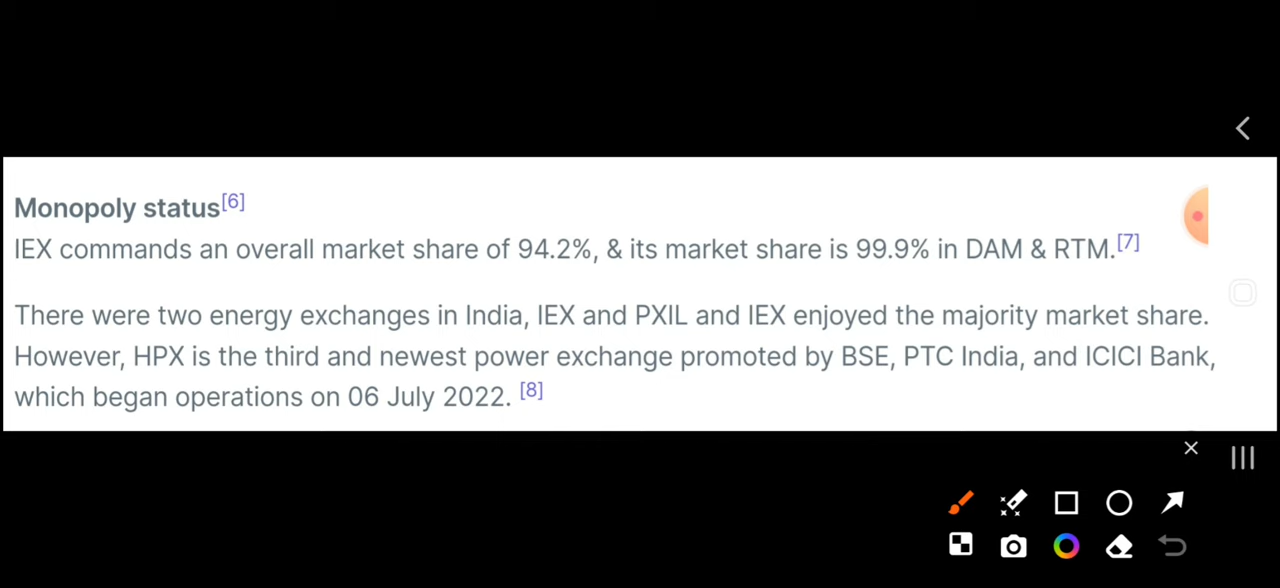 Monopoly status[6]
IEX commands an overall market share of 94.2%, & its market share is 99.9% in DAM & RTM.[7]
There were two energy exchanges in India, IEX and PXIL and IEX enjoyed the majority market share.
However, HPX is the third and newest power exchange promoted by BSE, PTC India, and ICICI Bank,
which began operations on 06 July 2022. [8]